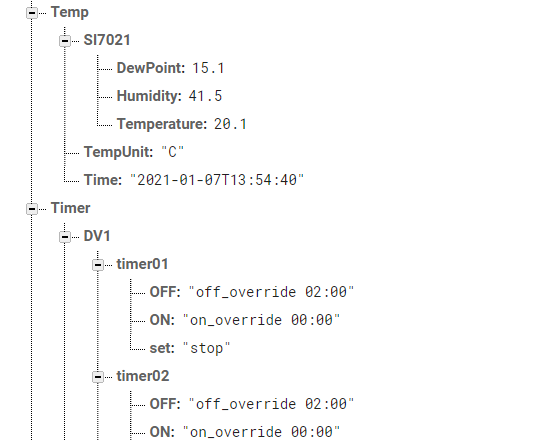 Temp
SI7021
DewPoint: 15.1
Humidity: 41.5
Temperature: 20.1
TempUnit: "C"
Time: "2021-01-07T13:54:40"
Timer
DV1
timer01
OFF: "off_override 02:00"
ON: "on_override 00:00"
set: "stop"
timer02
OFF: "off_override 02:00"
ON: "on_override 00:00"